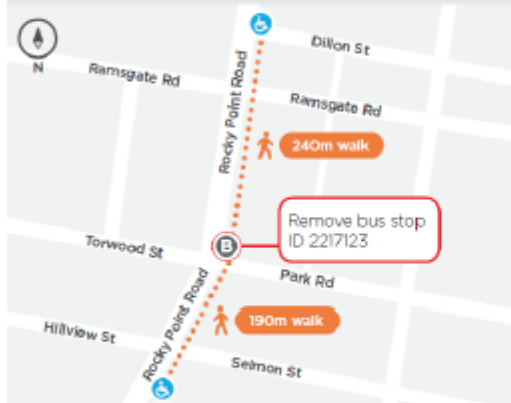 Dillon St
N
Ramsgate Rd
Rocky Point Road
Ramsgate Rd
240m walk
Remove bus stop
ID 2217123
B
Torwood St
Park Rd
Rocky Point Road
190m walk
Hillview St
Selmon St